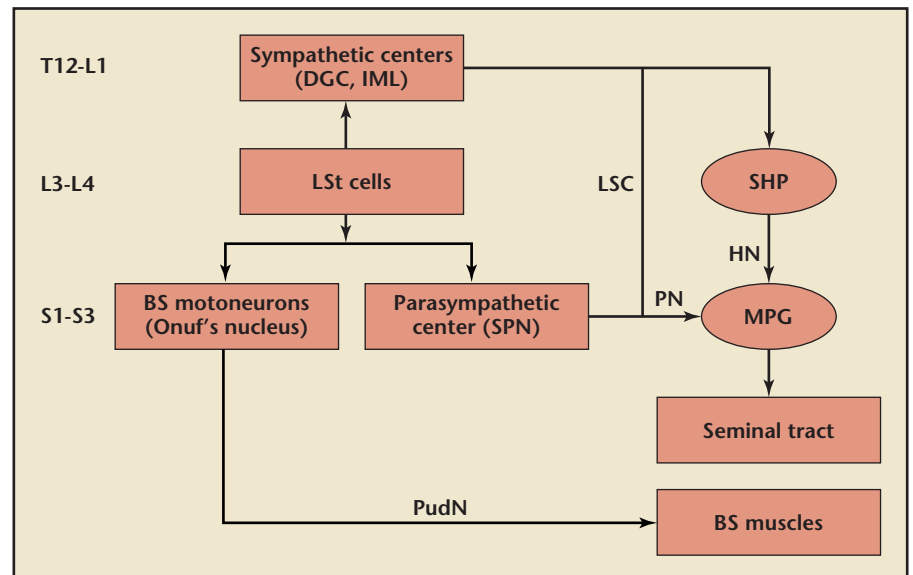 T12-L1
Sympathetic centers
(DGC, IML)
L3-L4
LSt cells
LSC
SHP
HN
S1-S3
BS motoneurons
(Onuf's nucleus)
Parasympathetic
center (SPN)
PN
MPG
Seminal tract
PudN
BS muscles